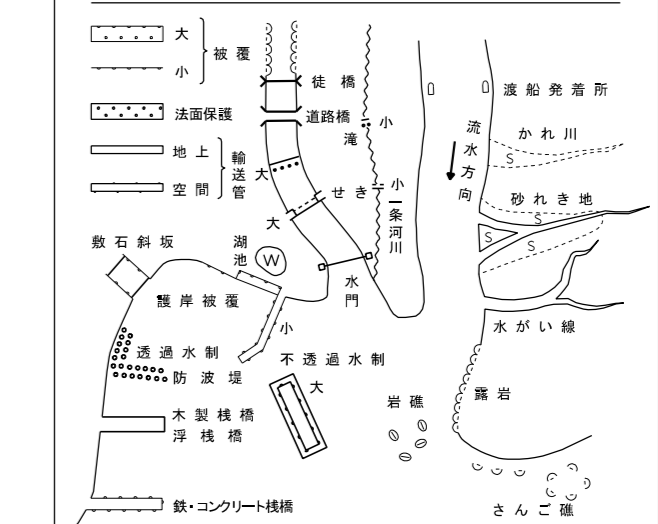 大
小
被覆
法面保護
地上
空間
輸送管
徒橋
道路橋
小
滝
大
せき
小
大
一条河川
渡船発着所
流水方向
かれ川
S
砂れき地
S
S
S
敷石斜坂
湖池
W
水門
護岸被覆
小
水がい線
透過水制
不透過水制
防波堤
大
岩礁
露岩
木製桟橋
浮桟橋
鉄・コンクリート桟橋
さんご礁